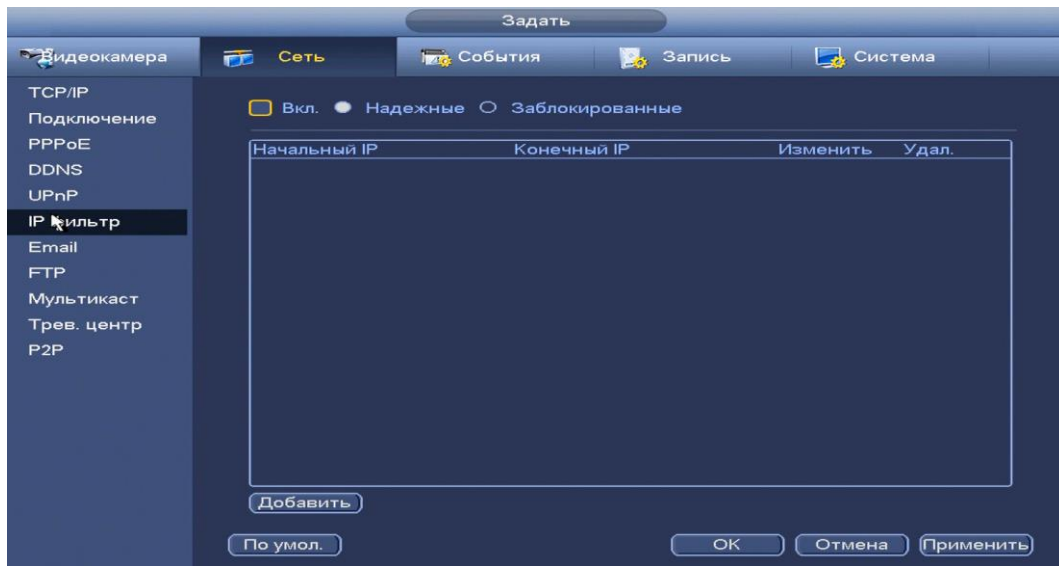 Задать
Видеокамера Сеть События Запись Система
TCP/IP
Подключение
PPPoE
DDNS
UPnP
IP Фильтр
Email
FTP
Мультикаст
Трев. центр
P2P
Вкл. Надежные Заблокированные
Начальный IP Конечный IP Изменить Удал.
Добавить
По умол. OK Отмена Применить